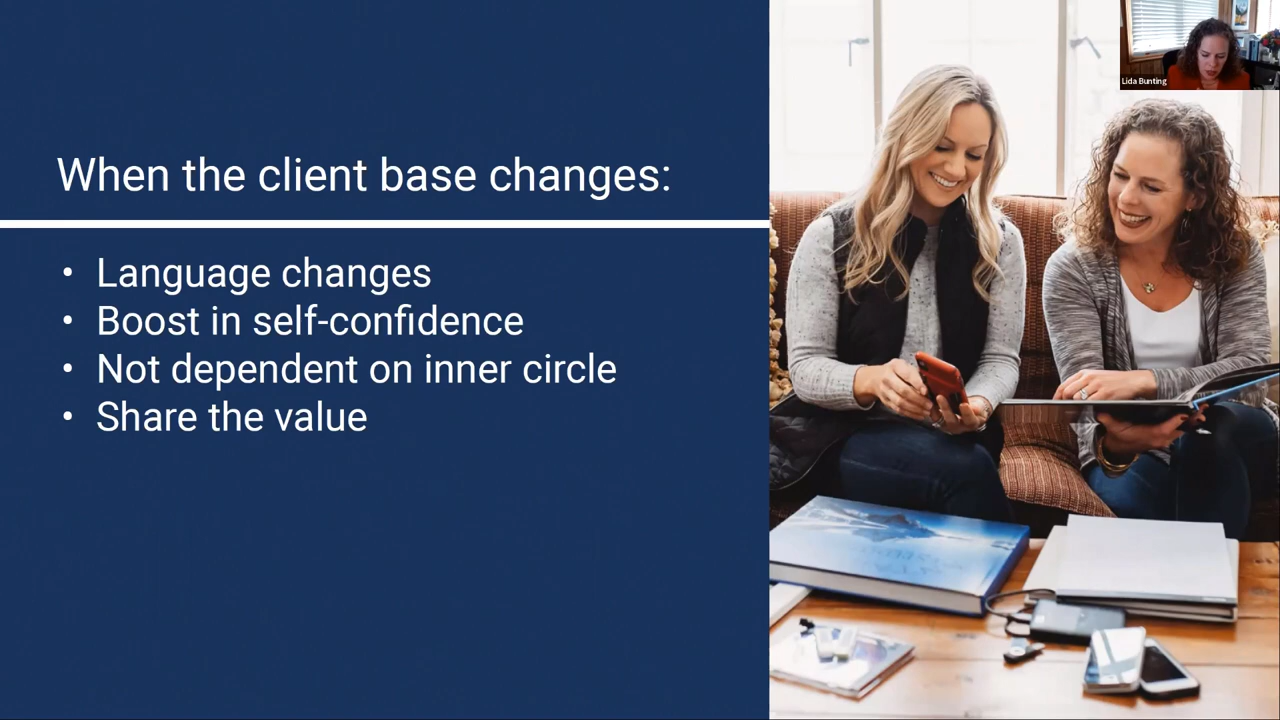 Lida Bunting
When the client base changes:
• Language changes
• Boost in self-confidence
• Not dependent on inner circle
• Share the value